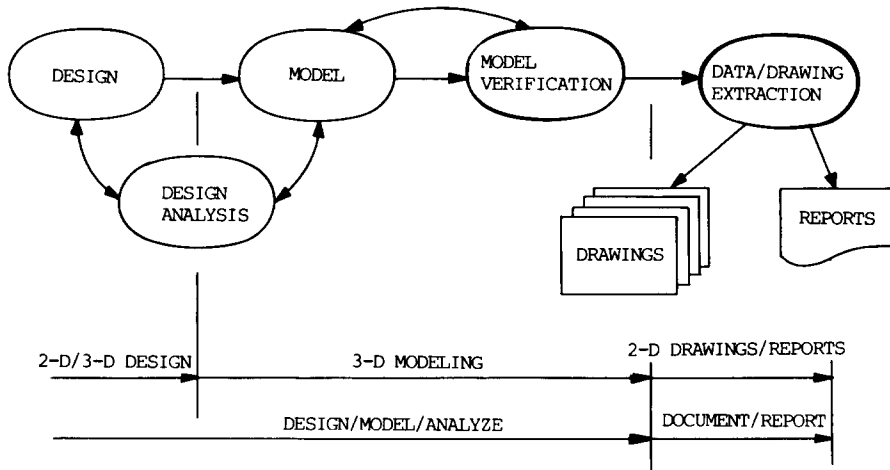 DESIGN
MODEL
MODEL
VERIFICATION
DATA/DRAWING
EXTRACTION
DESIGN
ANALYSIS
DRAWINGS
REPORTS
2-D/3-D DESIGN
3-D MODELING
2-D DRAWINGS/REPORTS
DESIGN/MODEL/ANALYZE
DOCUMENT/REPORT